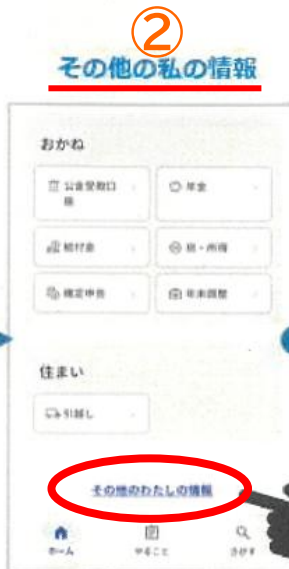 ②
その他の私の情報
おかね
公金受取口
座
年金
給付金
税・所得
確定申告
年末調整
住まい
引越し
その他のわたしの情報
ホーム
やること
さがす